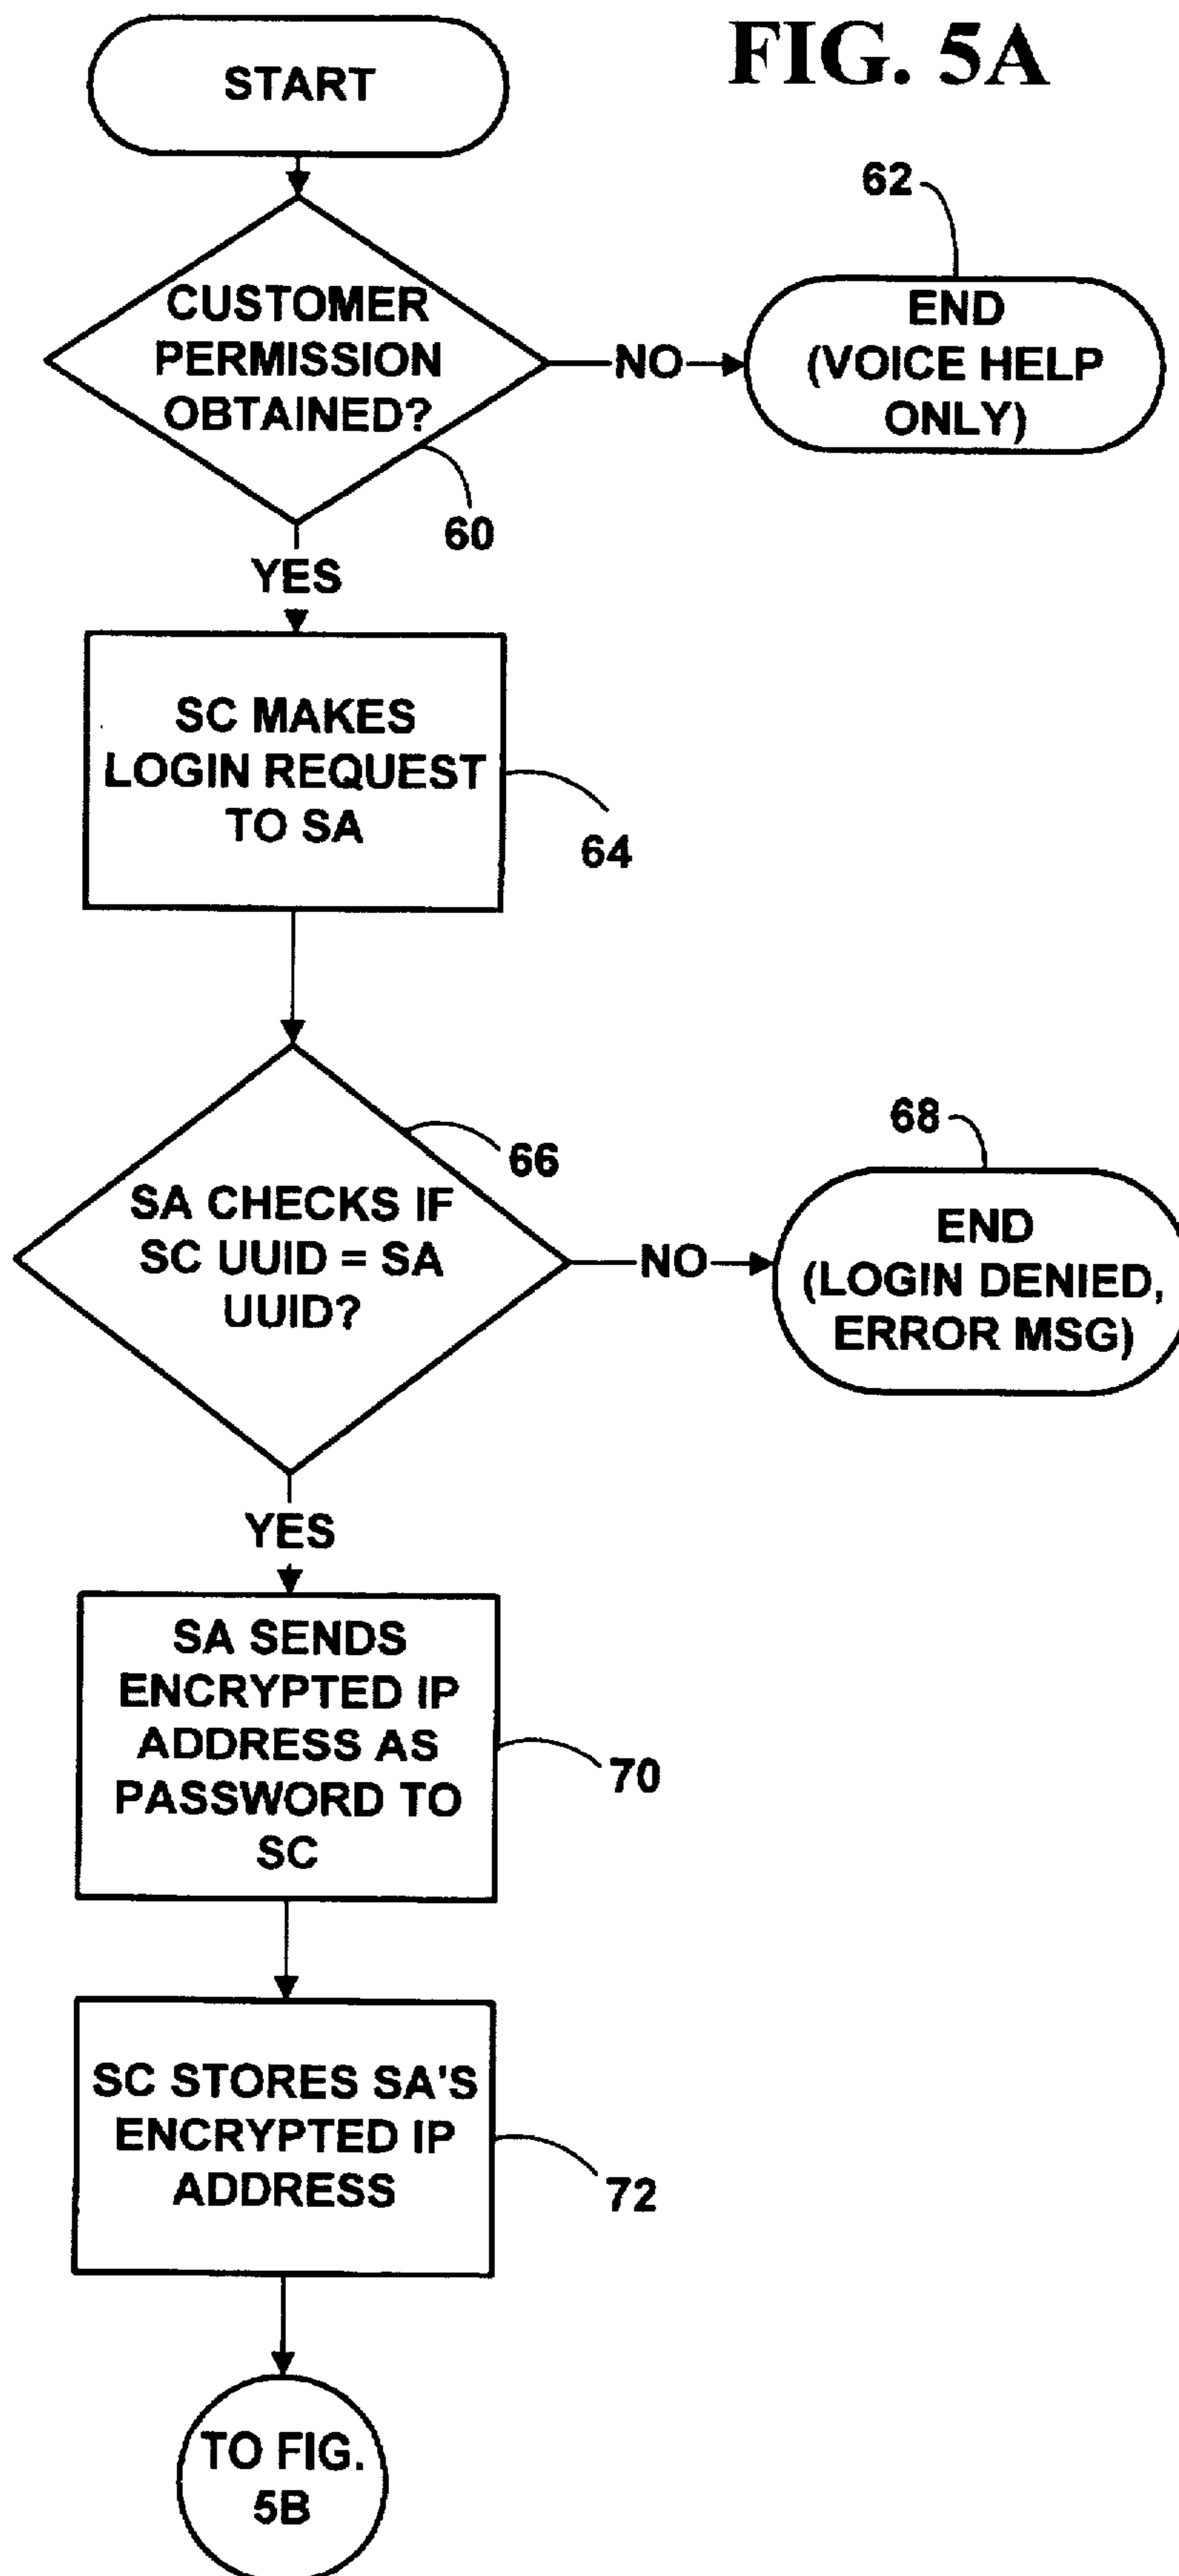 FIG. 5A
START
62
CUSTOMER
PERMISSION
OBTAINED?
NO
END
(VOICE HELP
ONLY)
60
YES
SC MAKES
LOGIN REQUEST
TO SA
64
66
68
SA CHECKS IF
SC UUID = SA
UUID?
NO
END
(LOGIN DENIED,
ERROR MSG)
YES
SA SENDS
ENCRYPTED IP
ADDRESS AS
PASSWORD TO
SC
70
SC STORES SA'S
ENCRYPTED IP
ADDRESS
72
TO FIG.
5B